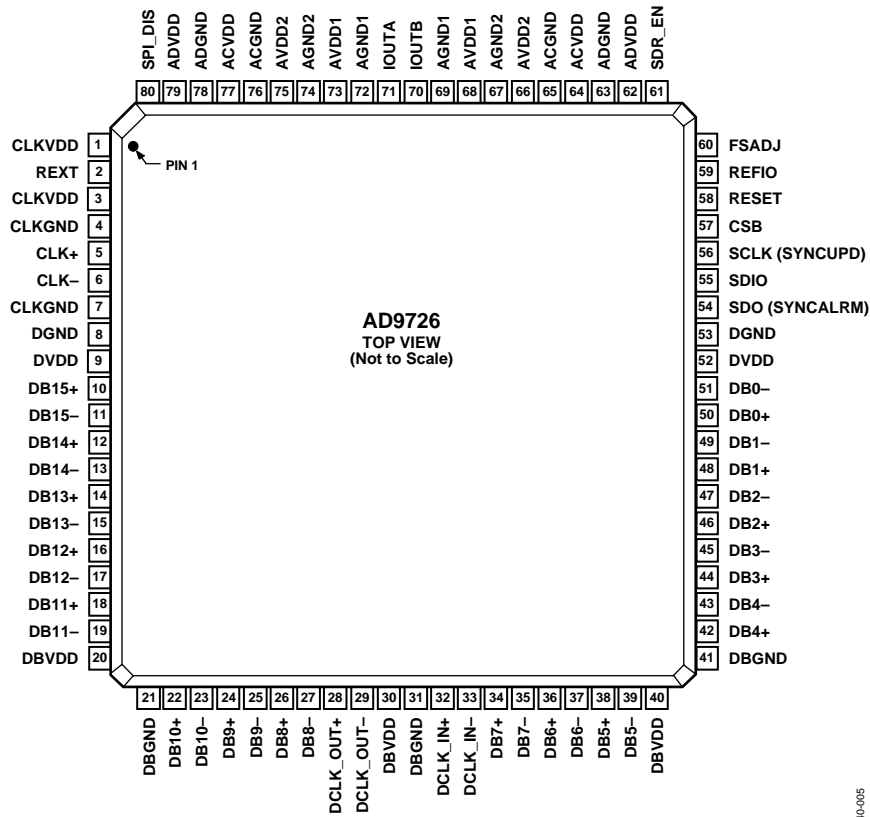 SPI_DIS
ADVDD
ADGND
ACVDD
ACGND
AVDD2
AGND2
AVDD1
AGND1
IOUTA
IOUTB
AGND1
AVDD1
AGND2
AVDD2
ACGND
ACVDD
ADGND
ADVDD
SDR_EN
80 79 78 77 76 75 74 73 72 71 70 69 68 67 66 65 64 63 62 61
CLKVDD 1
REXT 2
CLKVDD 3
CLKGND 4
CLK+ 5
CLK– 6
CLKGND 7
DGND 8
DVDD 9
DB15+ 10
DB15– 11
DB14+ 12
DB14– 13
DB13+ 14
DB13– 15
DB12+ 16
DB12– 17
DB11+ 18
DB11– 19
DBVDD 20
PIN 1
AD9726
TOP VIEW
(Not to Scale)
60 FSADJ
59 REFIO
58 RESET
57 CSB
56 SCLK (SYNCUPD)
55 SDIO
54 SDO (SYNCALRM)
53 DGND
52 DVDD
51 DB0–
50 DB0+
49 DB1–
48 DB1+
47 DB2–
46 DB2+
45 DB3–
44 DB3+
43 DB4–
42 DB4+
41 DBGND
21 22 23 24 25 26 27 28 29 30 31 32 33 34 35 36 37 38 39 40
DBGND
DB10+
DB10–
DB9+
DB9–
DB8+
DB8–
DCLK_OUT+
DCLK_OUT–
DBVDD
DBGND
DCLK_IN+
DCLK_IN–
DB7+
DB7–
DB6+
DB6–
DB5+
DB5–
DBVDD